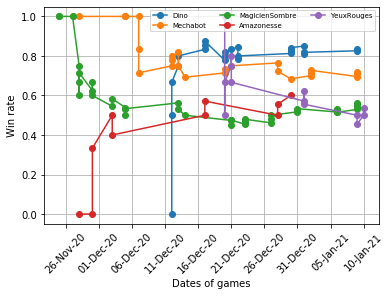 Dino
Mechabot
MagicienSombre
Amazonesse
YeuxRouges
Win rate
1.0
0.8
0.6
0.4
0.2
0.0
26-Nov-20
01-Dec-20
06-Dec-20
11-Dec-20
16-Dec-20
21-Dec-20
26-Dec-20
31-Dec-20
05-Jan-21
10-Jan-21
Dates of games